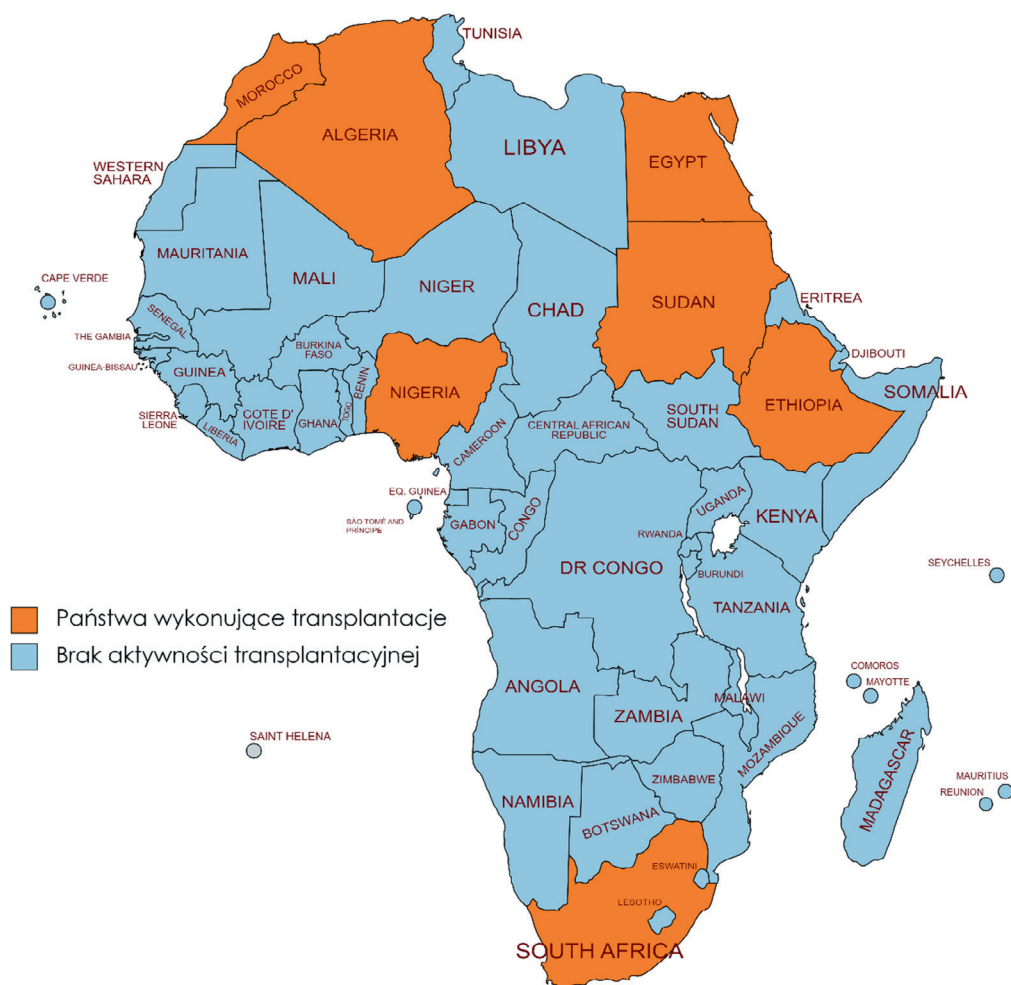 TUNISIA
MOROCCO
ALGERIA
LIBYA
EGYPT
WESTERN
SAHARA
MAURITANIA
MALI
NIGER
CHAD
SUDAN
ERITREA
CAPE VERDE
SENEGAL
THE GAMBIA
GUINEA-BISSAU
GUINEA
BURKINA
FASO
BENIN
TOGO
NIGERIA
DJIBOUTI
SOMALIA
ETHIOPIA
SIERRA
LEONE
LIBERIA
COTE D'
IVOIRE
GHANA
CAMEROON
CENTRAL AFRICAN
REPUBLIC
SOUTH
SUDAN
EQ. GUINEA
SÃO TOMÉ AND
PRÍNCIPE
GABON
CONGO
UGANDA
KENYA
RWANDA
DR CONGO
BURUNDI
SEYCHELLES
TANZANIA
Państwa wykonujące transplantacje
Brak aktywności transplantacyjnej
COMOROS
MAYOTTE
ANGOLA
MALAWI
ZAMBIA
MOZAMBIQUE
SAINT HELENA
ZIMBABWE
MADAGASCAR
MAURITIUS
REUNION
NAMIBIA
BOTSWANA
ESWATINI
LESOTHO
SOUTH AFRICA